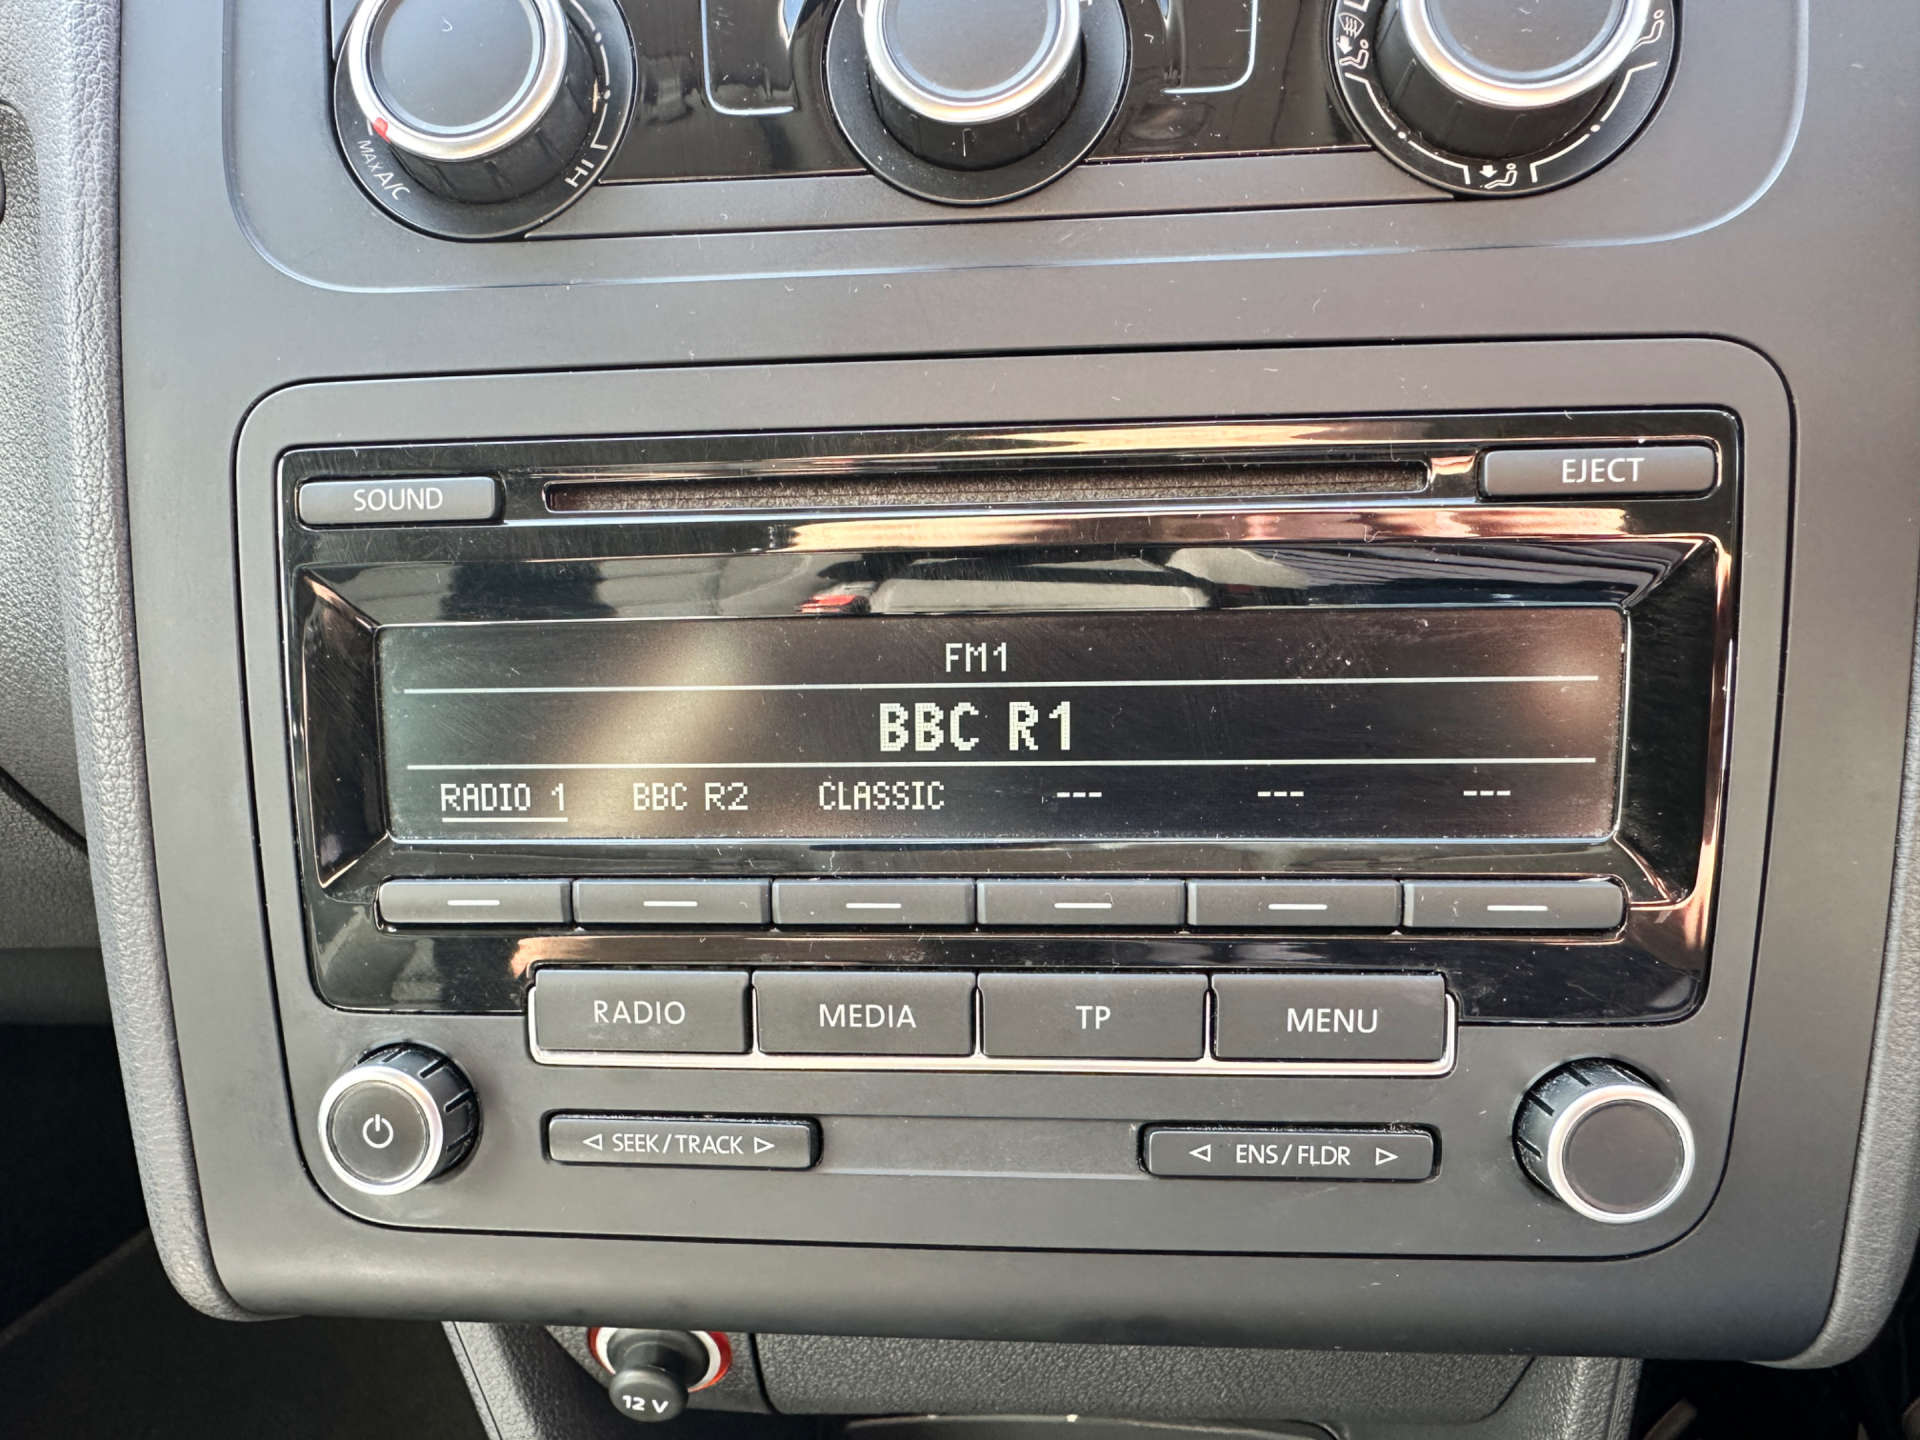 MAX A/C
HI
SOUND
EJECT
FM1
BBC R1
RADIO 1 BBC R2 CLASSIC --- --- ---
RADIO MEDIA TP MENU
◁ SEEK/TRACK ▷ ◁ ENS/FLDR ▷
12 V